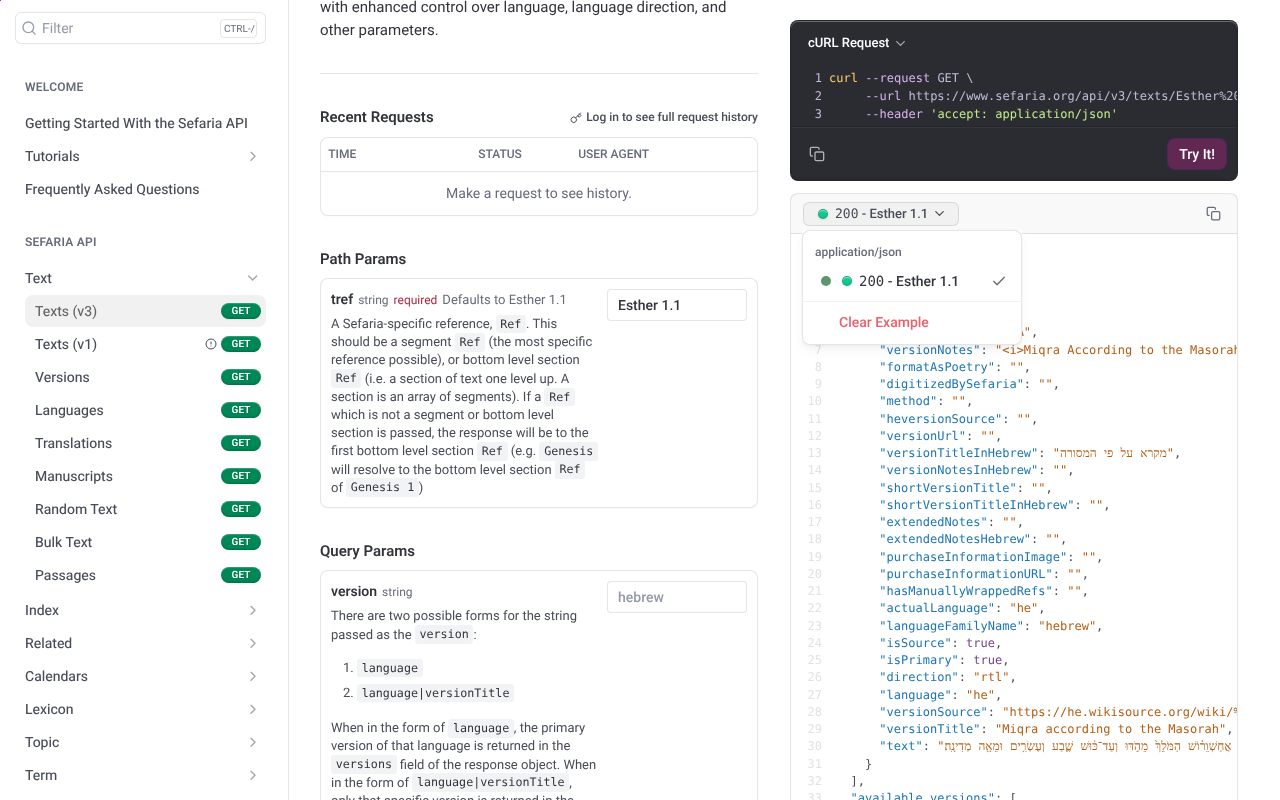 Filter
CTRL-/
WELCOME
Getting Started With the Sefaria API
Tutorials
Frequently Asked Questions
SEFARIA API
Text
Texts (v3) GET
Texts (v1) GET
Versions GET
Languages GET
Translations GET
Manuscripts GET
Random Text GET
Bulk Text GET
Passages GET
Index
Related
Calendars
Lexicon
Topic
Term
with enhanced control over language, language direction, and
other parameters.
Recent Requests
Log in to see full request history
TIME STATUS USER AGENT
Make a request to see history.
Path Params
tref string required Defaults to Esther 1.1
Esther 1.1
A Sefaria-specific reference, Ref. This
should be a segment Ref (the most specific
reference possible), or bottom level section
Ref (i.e. a section of text one level up. A
section is an array of segments). If a Ref
which is not a segment or bottom level
section is passed, the response will be to the
first bottom level section Ref (e.g. Genesis
will resolve to the bottom level section Ref
of Genesis 1)
Query Params
version string
hebrew
There are two possible forms for the string
passed as the version:
1. language
2. language|versionTitle
When in the form of language, the primary
version of that language is returned in the
versions field of the response object. When
in the form of language|versionTitle,
only that specific version is returned in the
cURL Request
1 curl --request GET \
2 --url https://www.sefaria.org/api/v3/texts/Esther%20
3 --header 'accept: application/json'
Try It!
200 - Esther 1.1
application/json
200 - Esther 1.1
Clear Example
",
7 "versionNotes": "<i>Miqra According to the Masorah
8 "formatAsPoetry": "",
9 "digitizedBySefaria": "",
10 "method": "",
11 "heversionSource": "",
12 "versionUrl": "",
13 "versionTitleInHebrew": "מקרא על פי המסורה",
14 "versionNotesInHebrew": "",
15 "shortVersionTitle": "",
16 "shortVersionTitleInHebrew": "",
17 "extendedNotes": "",
18 "extendedNotesHebrew": "",
19 "purchaseInformationImage": "",
20 "purchaseInformationURL": "",
21 "hasManuallyWrappedRefs": "",
22 "actualLanguage": "he",
23 "languageFamilyName": "hebrew",
24 "isSource": true,
25 "isPrimary": true,
26 "direction": "rtl",
27 "language": "he",
28 "versionSource": "https://he.wikisource.org/wiki/%
29 "versionTitle": "Miqra according to the Masorah",
30 "text": "אֲחַשְׁוֵר֗וֹשׁ הַמֹּלֵךְ֙ מֵהֹ֣דּוּ וְעַד־כּ֔וּשׁ שֶׁ֛בַע וְעֶשְׂרִ֥ים וּמֵאָ֖ה מְדִינָֽה׃
31 }
32 ],
33 "available_versions": [